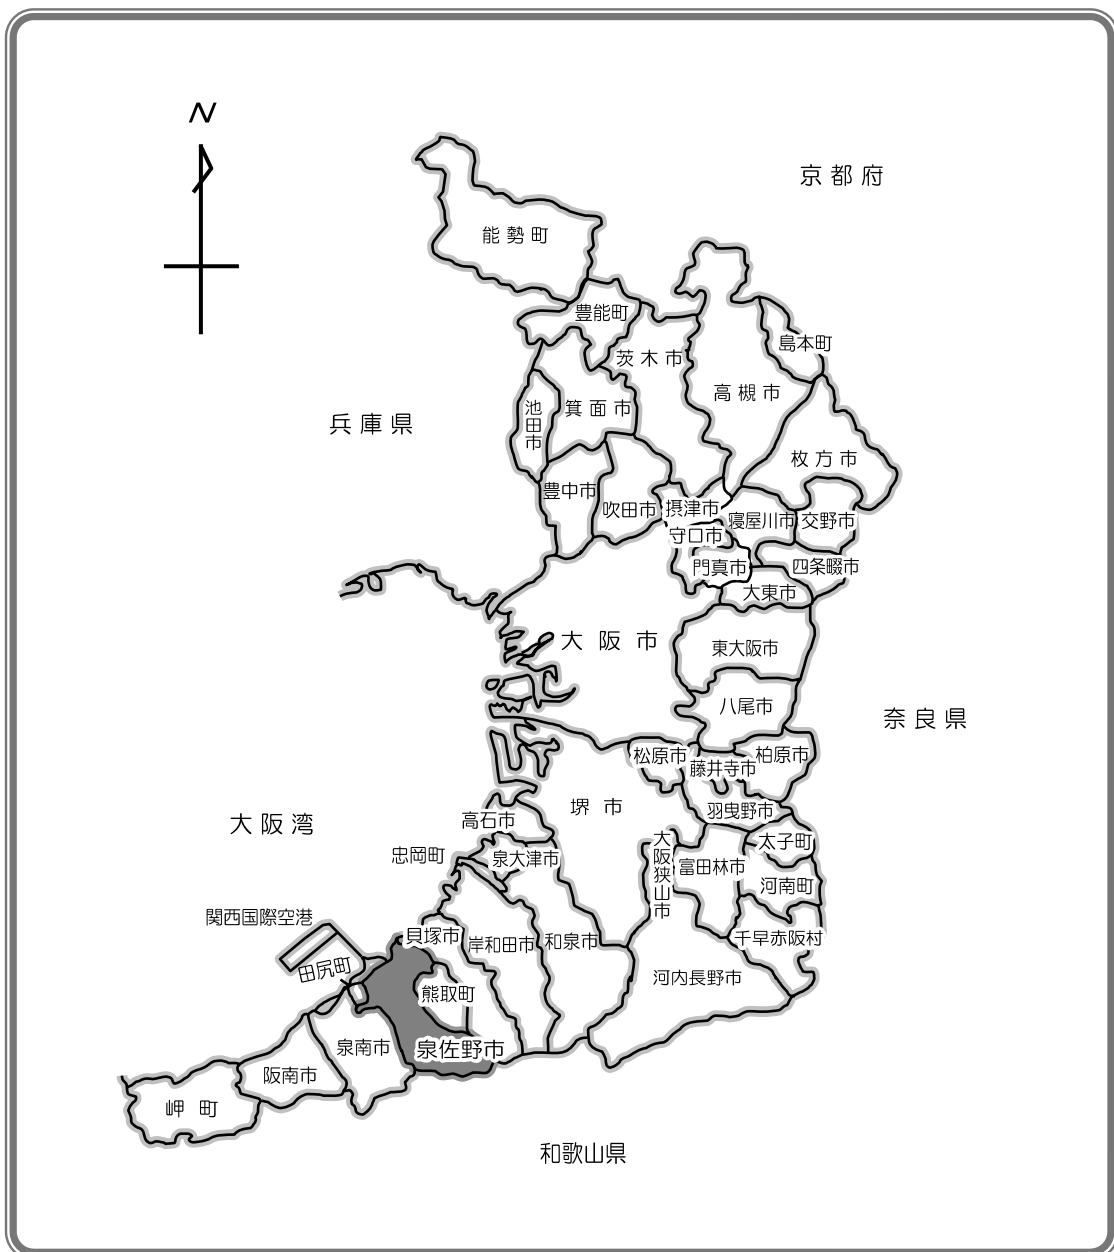 N
京都府
能勢町
豊能町
島本町
茨木市
高槻市
池田市
箕面市
兵庫県
枚方市
豊中市
吹田市
摂津市
寝屋川市
交野市
守口市
門真市
四条畷市
大東市
大阪市
東大阪市
八尾市
奈良県
松原市
藤井寺市
柏原市
堺市
羽曳野市
大阪湾
高石市
太子町
忠岡町
泉大津市
大阪狭山市
富田林市
河南町
関西国際空港
貝塚市
岸和田市
和泉市
千早赤阪村
田尻町
熊取町
河内長野市
泉南市
泉佐野市
阪南市
岬町
和歌山県